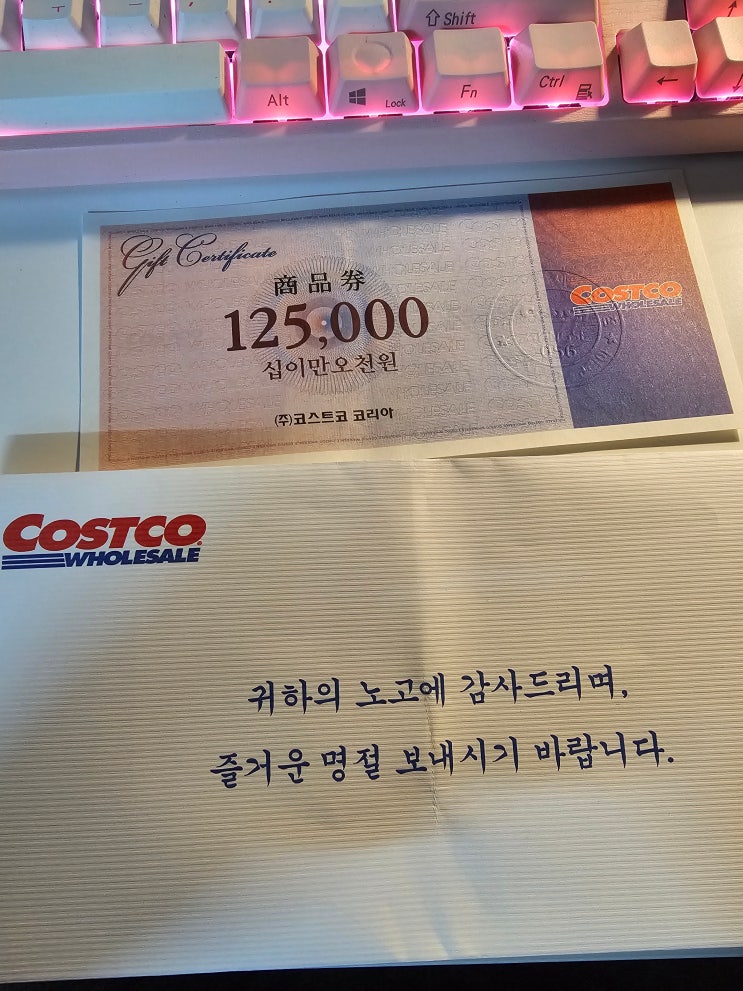 ⇧ Shift
Alt
Lock
Fn
Ctrl
←
Gift Certificate
商品券
125,000
십이만오천원
(주)코스트코 코리아
COSTCO
WHOLESALE
COSTCO
WHOLESALE
귀하의 노고에 감사드리며,
즐거운 명절 보내시기 바랍니다.